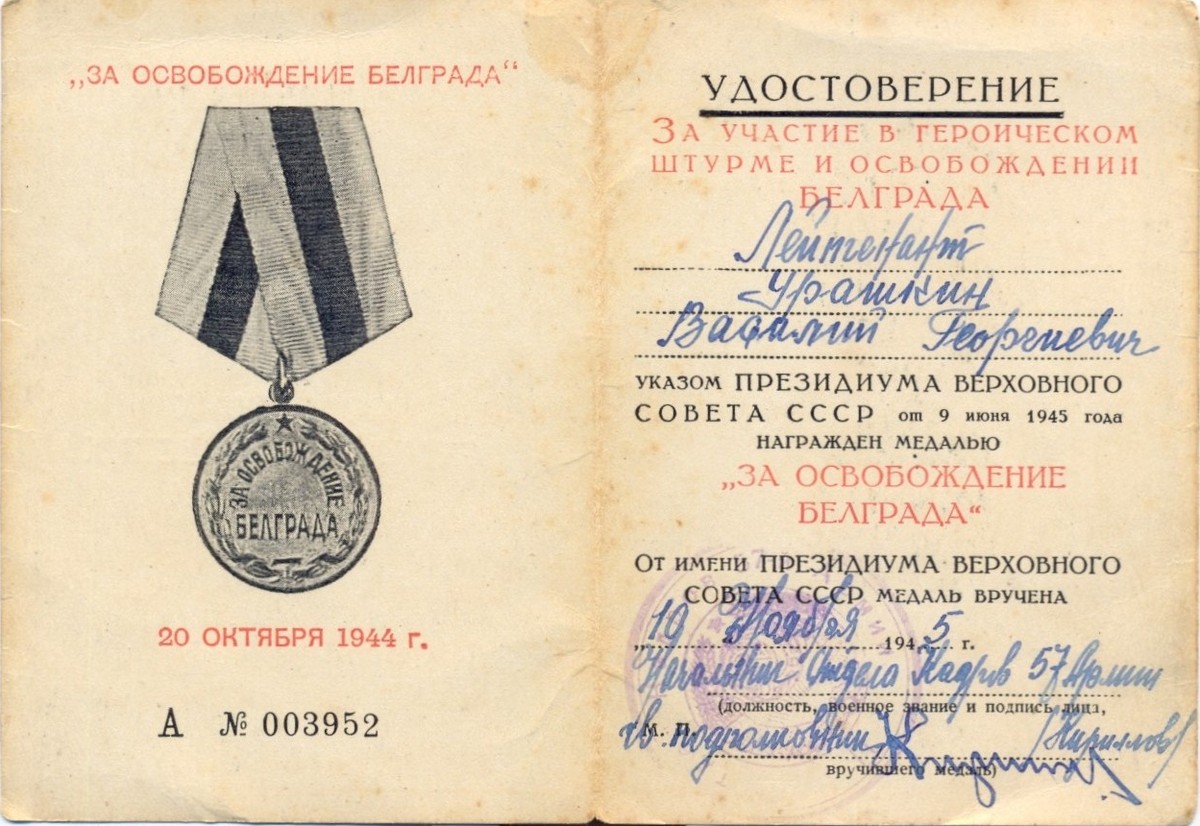 „ЗА ОСВОБОЖДЕНИЕ БЕЛГРАДА“
ЗА ОСВОБОЖДЕНИЕ
БЕЛГРАДА
20 ОКТЯБРЯ 1944 г.
А № 003952
УДОСТОВЕРЕНИЕ
ЗА УЧАСТИЕ В ГЕРОИЧЕСКОМ
ШТУРМЕ И ОСВОБОЖДЕНИИ
БЕЛГРАДА
Лейтенант
Урашкин
Василий Георгиевич
УКАЗОМ ПРЕЗИДИУМА ВЕРХОВНОГО
СОВЕТА СССР от 9 июня 1945 года
НАГРАЖДЕН МЕДАЛЬЮ
„ЗА ОСВОБОЖДЕНИЕ
БЕЛГРАДА“
ОТ ИМЕНИ ПРЕЗИДИУМА ВЕРХОВНОГО
СОВЕТА СССР МЕДАЛЬ ВРУЧЕНА
„19 ноября 1945 г.
Начальник Отдела Кадров 57 Армии
(должность, военное звание и подпись лица,
М. П. подполковник (Кириллов)
вручившего медаль)